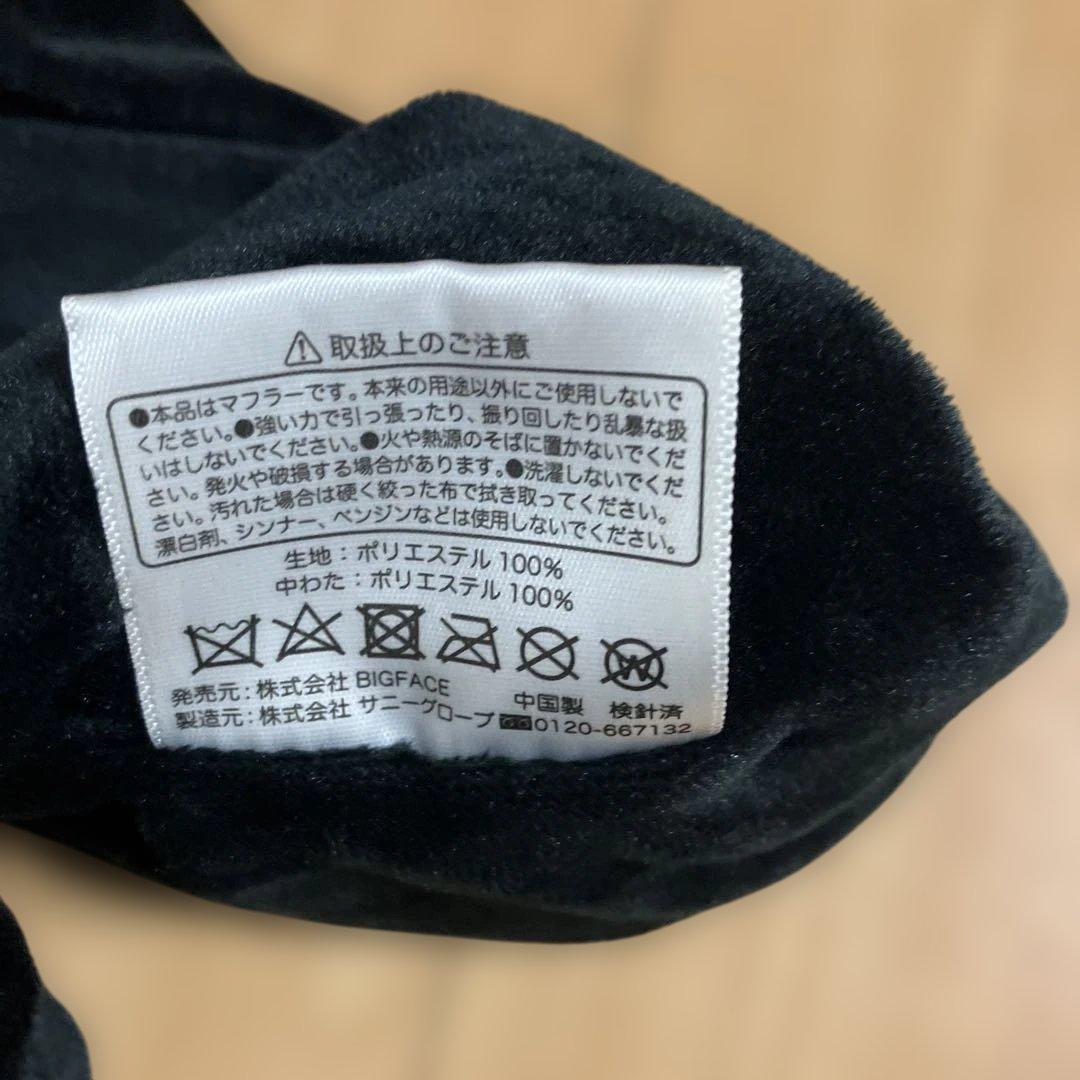 ⚠取扱上のご注意
●本品はマフラーです。本来の用途以外にご使用しないで
ください。●強い力で引っ張ったり、振り回したり乱暴な扱
いはしないでください。●火や熱源のそばに置かないでくだ
さい。発火や破損する場合があります。●洗濯しないでくだ
さい。汚れた場合は硬く絞った布で拭き取ってください。
漂白剤、シンナー、ベンジンなどは使用しないでください。
生地：ポリエステル 100%
中わた：ポリエステル 100%
W
発売元：株式会社 BIGFACE 中国製 検針済
製造元：株式会社 サニーグローブ 0120-667132